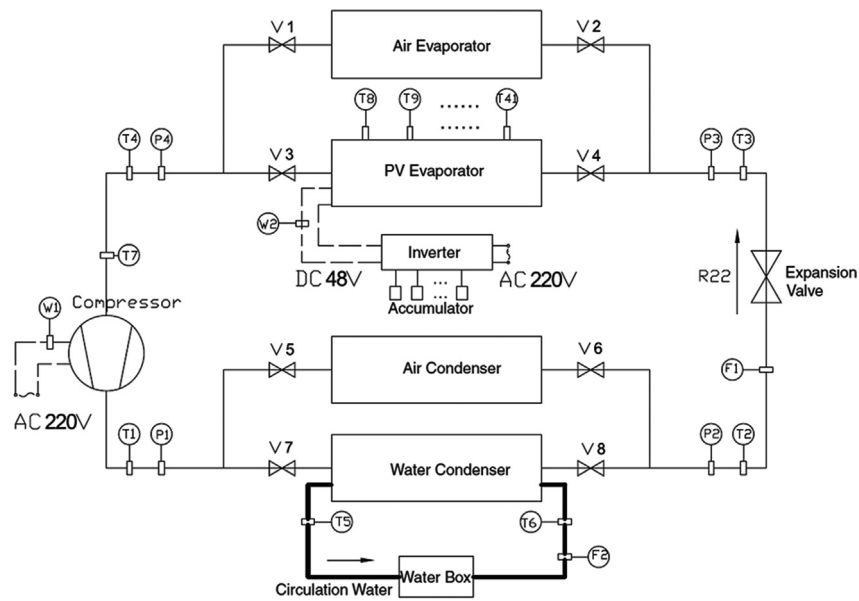 V1
Air Evaporator
V2
T8
T9
......
......
T41
T4
P4
V3
PV Evaporator
V4
P3
T3
W2
T7
Inverter
DC 48V
...
...
AC 220V
Accumulator
R22
Expansion
Valve
Compressor
W1
AC 220V
V5
Air Condenser
V6
F1
T1
P1
V7
Water Condenser
V8
P2
T2
T5
T6
F2
Water Box
Circulation Water